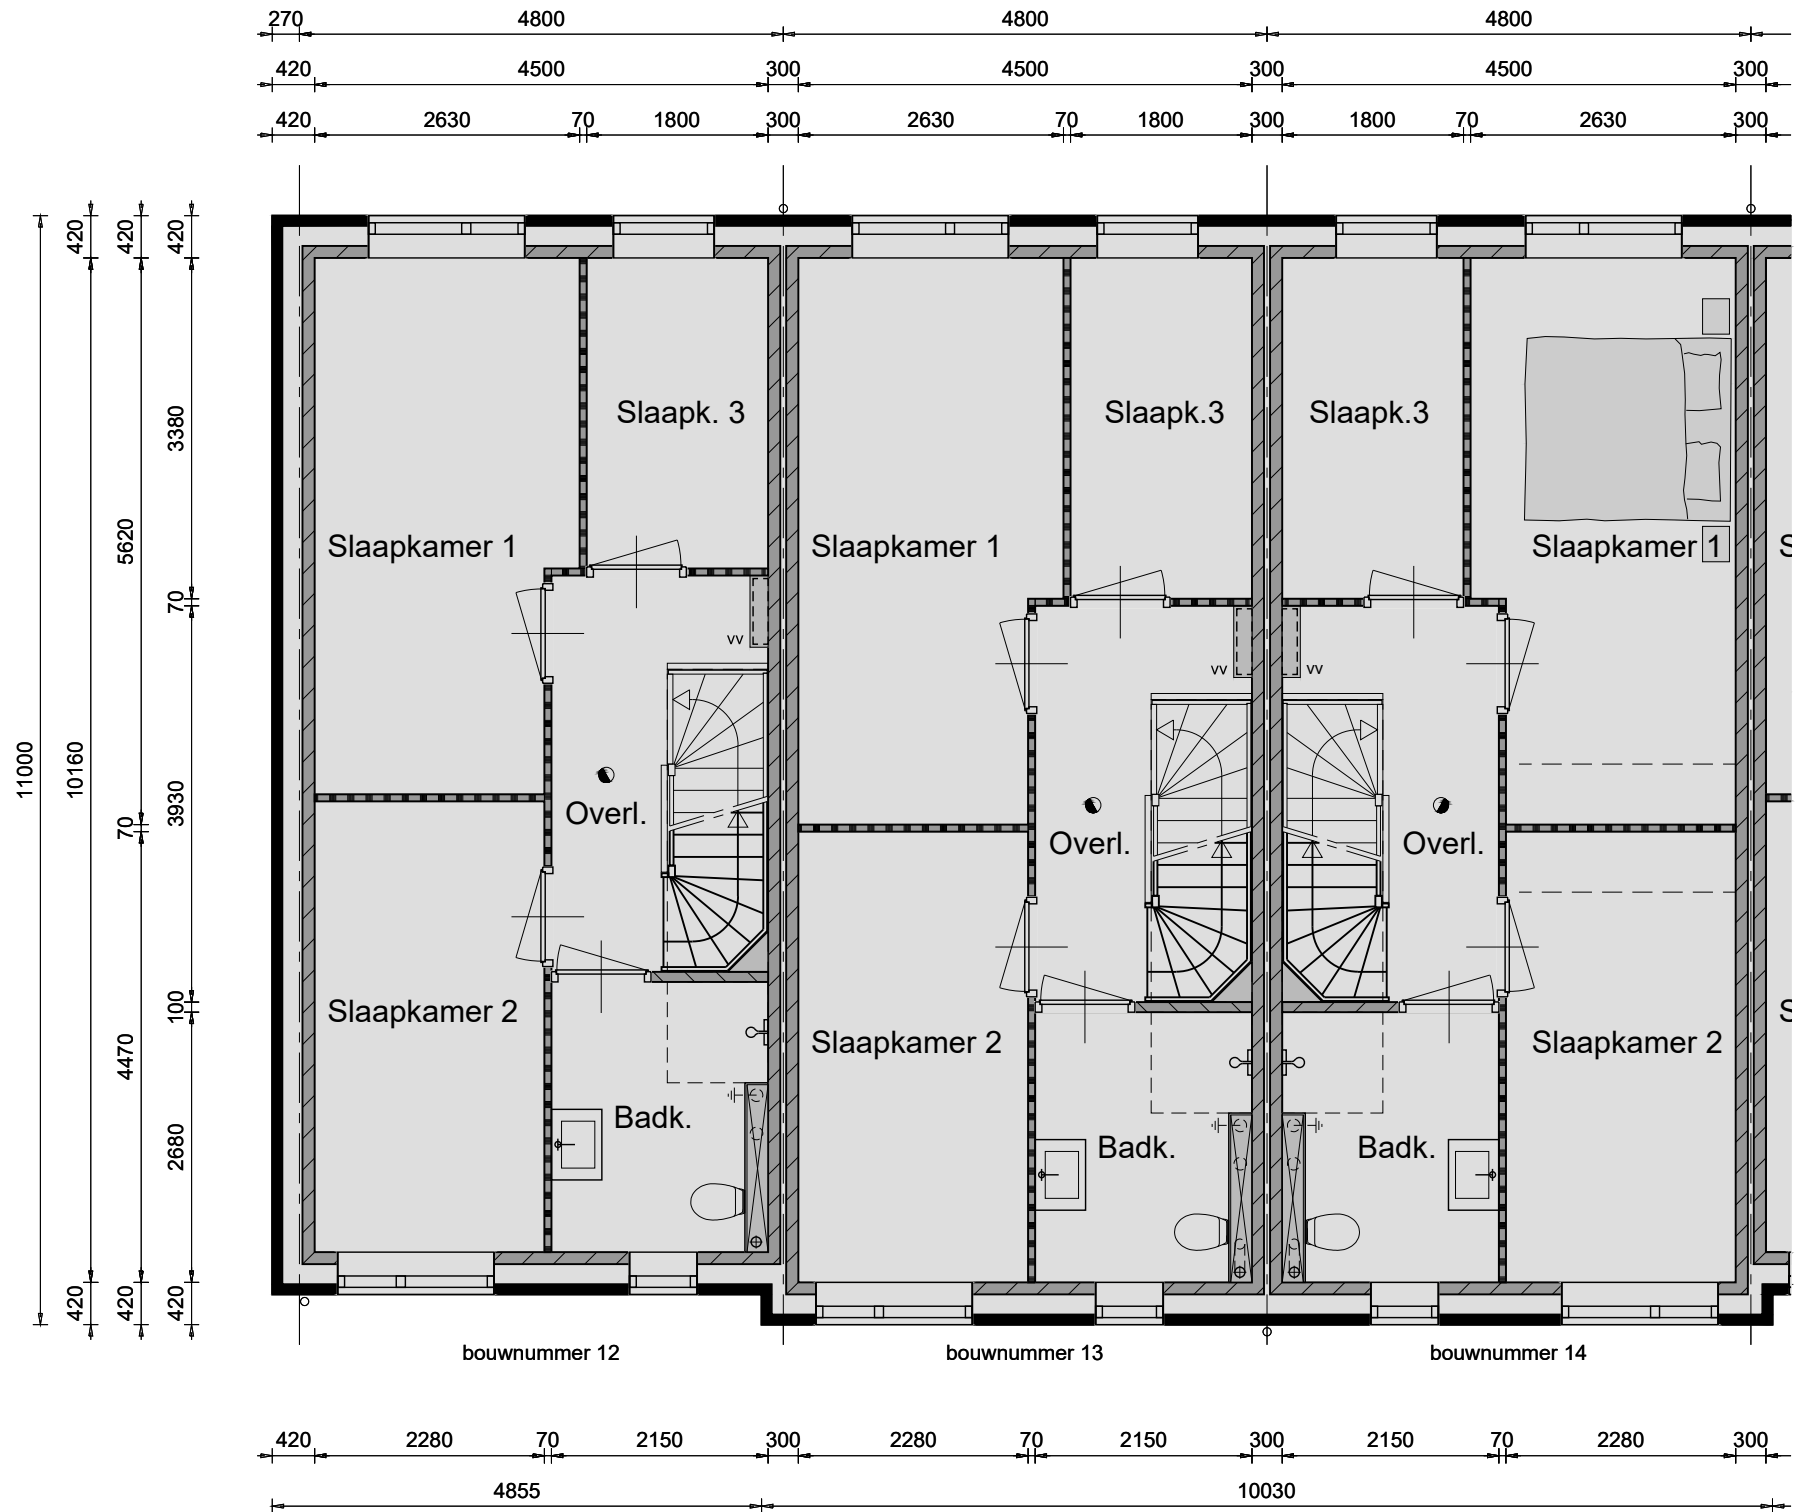 270 4800 4800 4800
420 4500 300 4500 300 4500 300
420 2630 70 1800 300 2630 70 1800 300 1800 70 2630 300
420 420 420
11000
10160
5620 70 4470
3380 70 3930 100 2680
420 420 420
Slaapk. 3 Slaapk.3 Slaapk.3
Slaapkamer 1 Slaapkamer 1 Slaapkamer 1 S
vv vv vv
Overl. Overl. Overl.
Slaapkamer 2 Slaapkamer 2 Slaapkamer 2 S
Badk. Badk. Badk.
bouwnummer 12 bouwnummer 13 bouwnummer 14
420 2280 70 2150 300 2280 70 2150 300 2150 70 2280 300
4855 10030